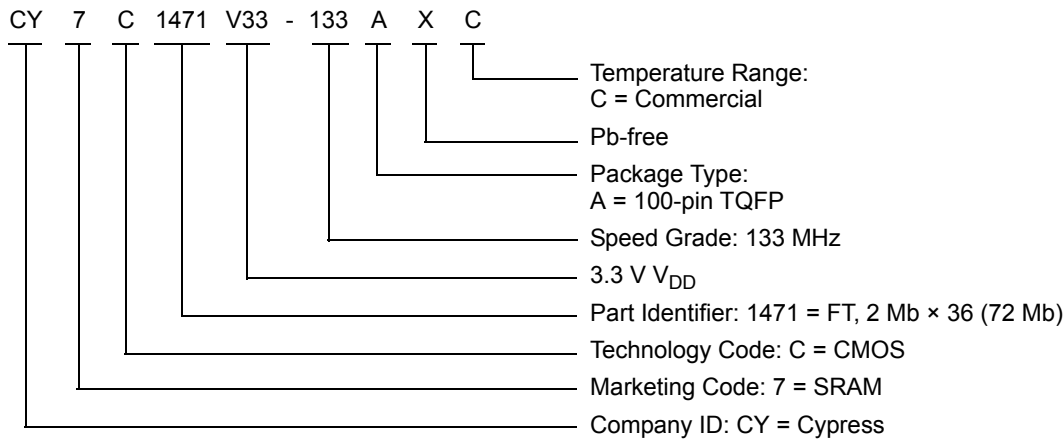 CY 7 C 1471 V33 - 133 A X C
Temperature Range:
C = Commercial
Pb-free
Package Type:
A = 100-pin TQFP
Speed Grade: 133 MHz
3.3 V VDD
Part Identifier: 1471 = FT, 2 Mb × 36 (72 Mb)
Technology Code: C = CMOS
Marketing Code: 7 = SRAM
Company ID: CY = Cypress